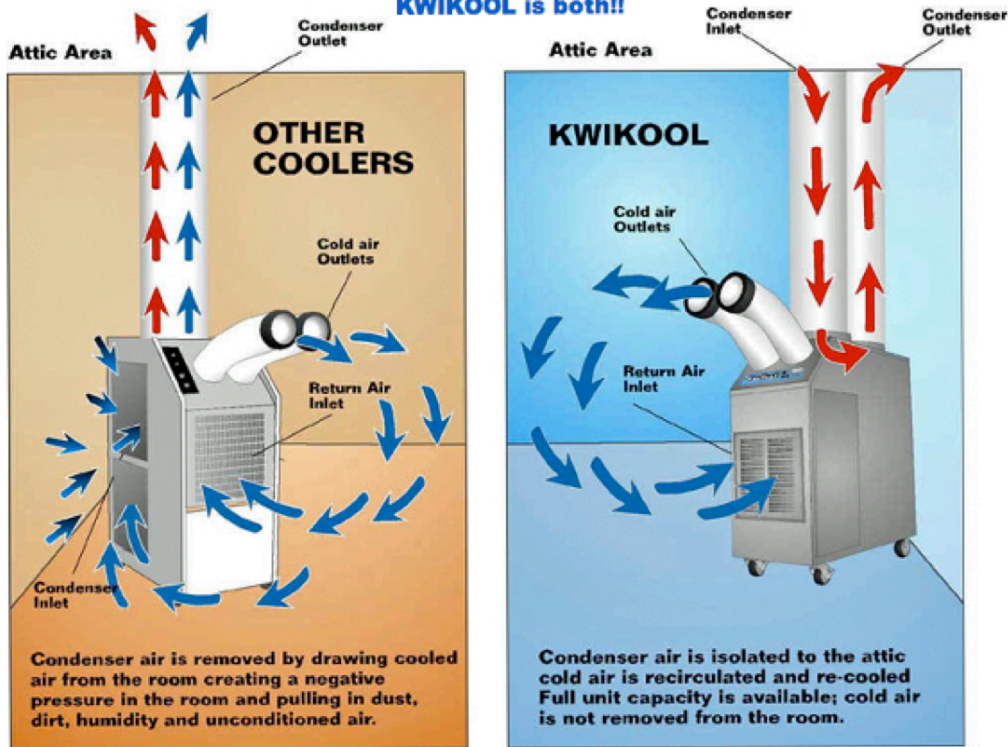 KWIKOOL is both!!
Attic Area
Condenser
Outlet
OTHER
COOLERS
Cold air
Outlets
Return Air
Inlet
Condenser
Inlet
Condenser air is removed by drawing cooled
air from the room creating a negative
pressure in the room and pulling in dust,
dirt, humidity and unconditioned air.
Attic Area
Condenser
Inlet
Condenser
Outlet
KWIKOOL
Cold air
Outlets
Return Air
Inlet
Condenser air is isolated to the attic
cold air is recirculated and re-cooled
Full unit capacity is available; cold air
is not removed from the room.